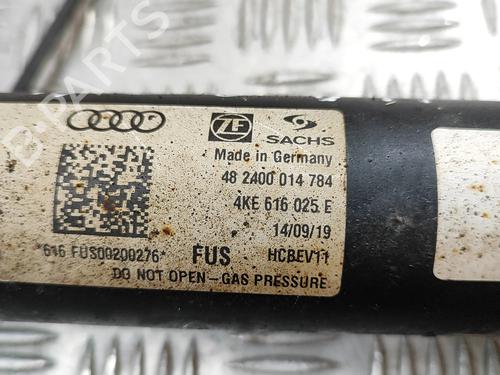 ZF SACHS
Made in Germany
48 2400 014 784
4KE 616 025 E
14/09/19
*616 FUS00200276* FUS HCBEV11
DO NOT OPEN-GAS PRESSURE
B-PARTS